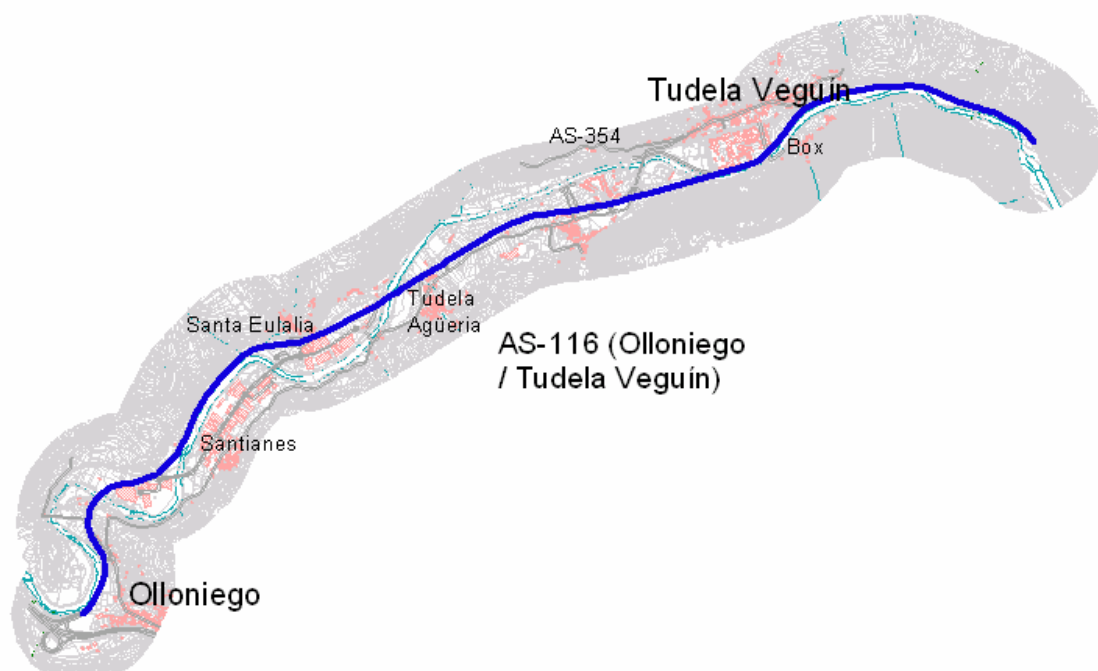 Tudela Veguín
AS-354
Box
Tudela
Agüeria
Santa Eulalia
AS-116 (Olloniego
/ Tudela Veguín)
Santianes
Olloniego